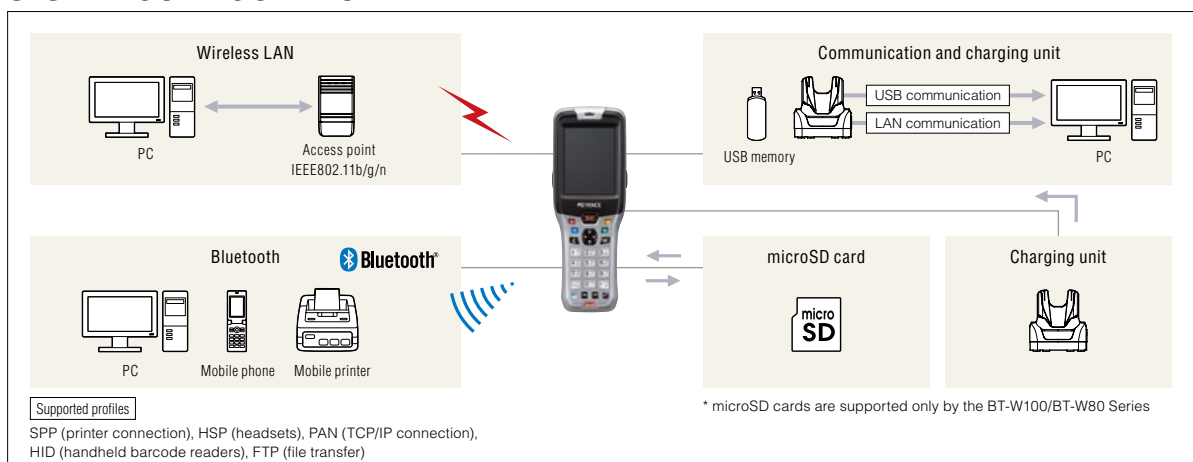 Wireless LAN
PC
Access point
IEEE802.11b/g/n
Communication and charging unit
USB memory
USB communication
LAN communication
PC
KEYENCE
Bluetooth
Bluetooth®
PC
Mobile phone
Mobile printer
microSD card
micro
SD
Charging unit
Supported profiles
SPP (printer connection), HSP (headsets), PAN (TCP/IP connection),
HID (handheld barcode readers), FTP (file transfer)
* microSD cards are supported only by the BT-W100/BT-W80 Series